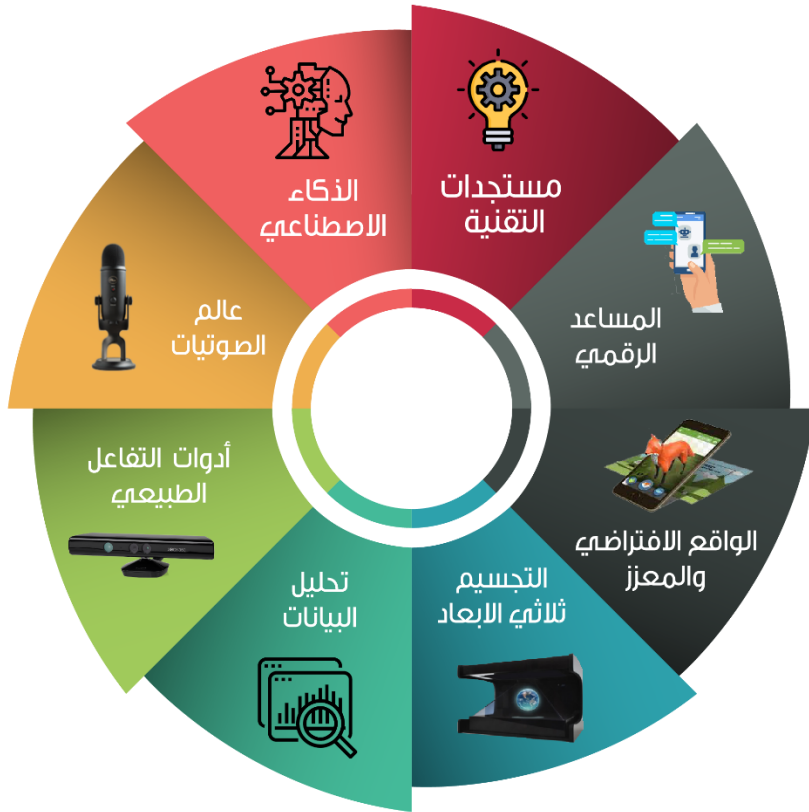 مستجدات
التقنية
المساعد
الرقمي
الواقع الافتراضي
والمعزز
التجسيم
ثلاثي الابعاد
تحليل
البيانات
أدوات التفاعل
الطبيعي
عالم
الصوتيات
الذكاء
الاصطناعي